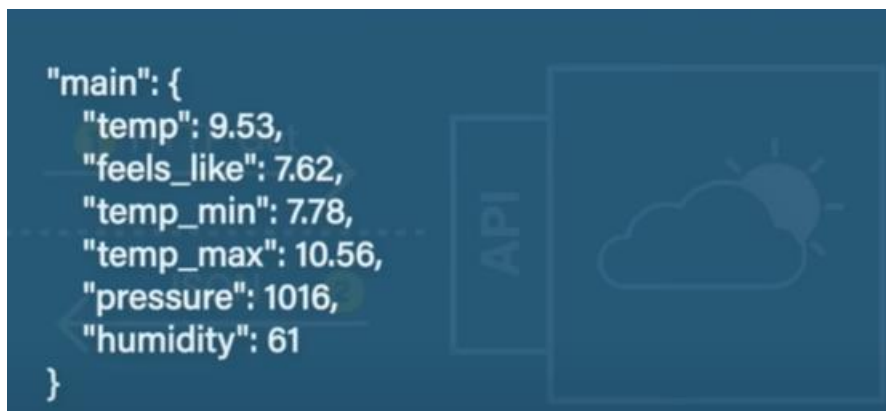 "main": {
"temp": 9.53,
"feels_like": 7.62,
"temp_min": 7.78,
"temp_max": 10.56,
"pressure": 1016,
"humidity": 61
}
API